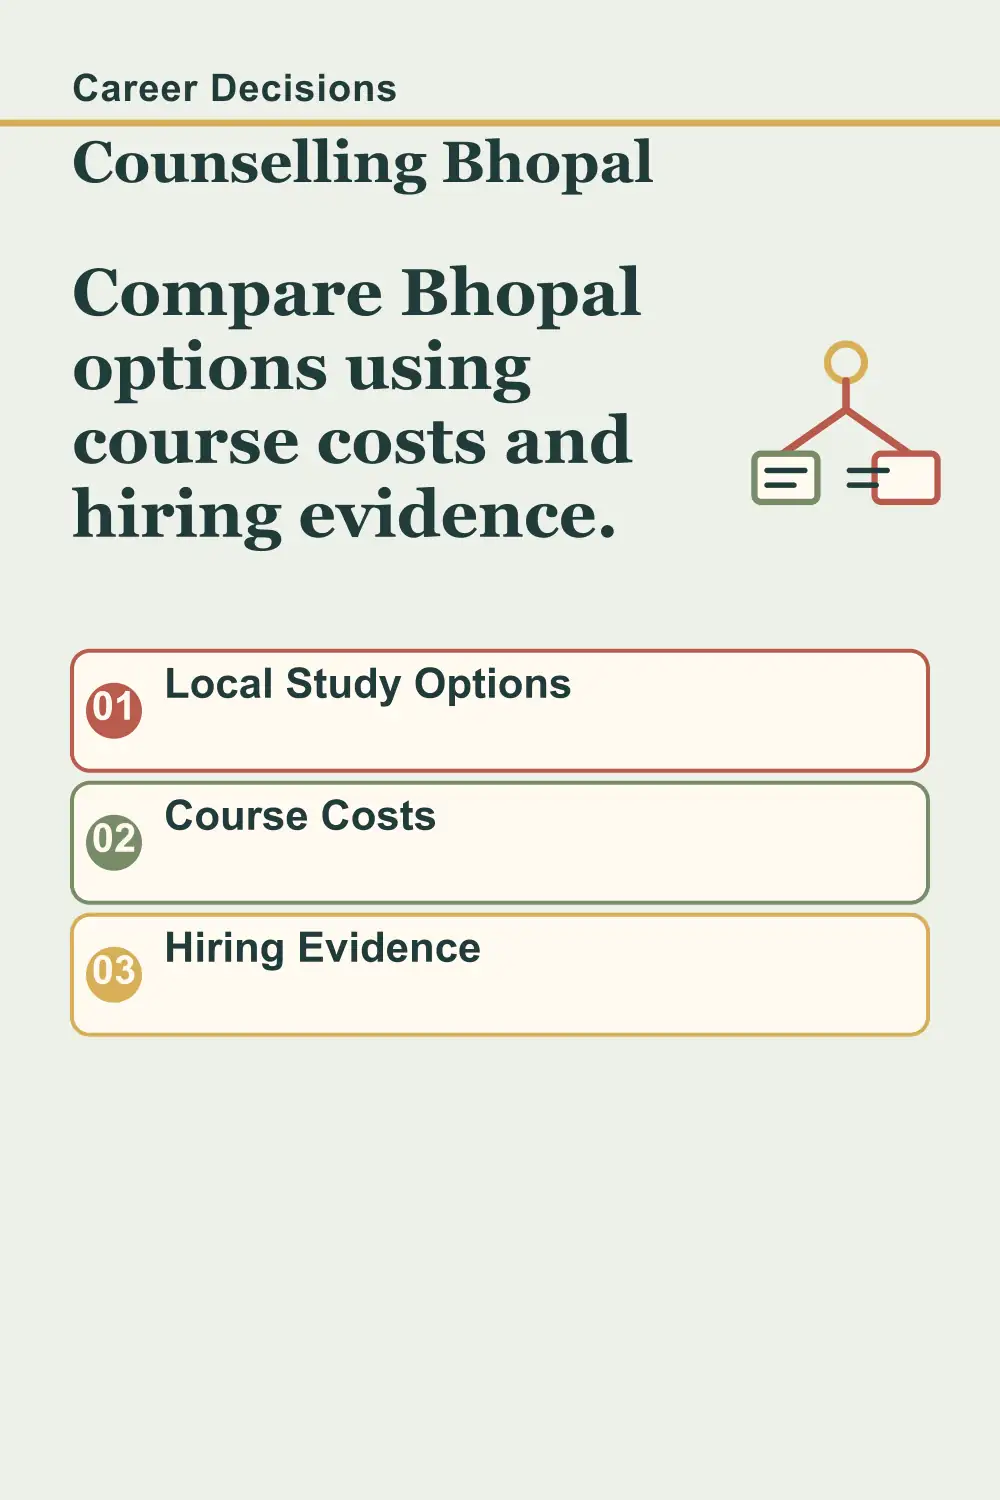 Career Decisions
Counselling Bhopal
Compare Bhopal
options using
course costs and
hiring evidence.
01
Local Study Options
02
Course Costs
03
Hiring Evidence